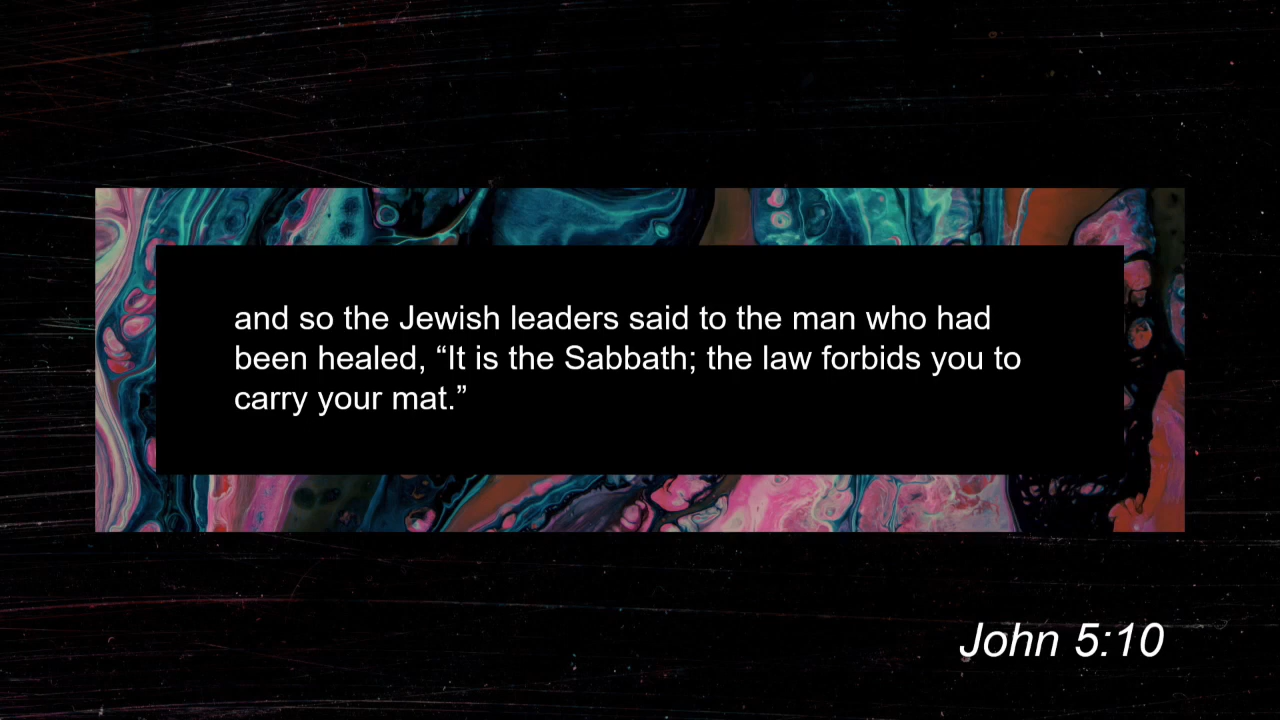 and so the Jewish leaders said to the man who had
been healed, “It is the Sabbath; the law forbids you to
carry your mat.”
John 5:10